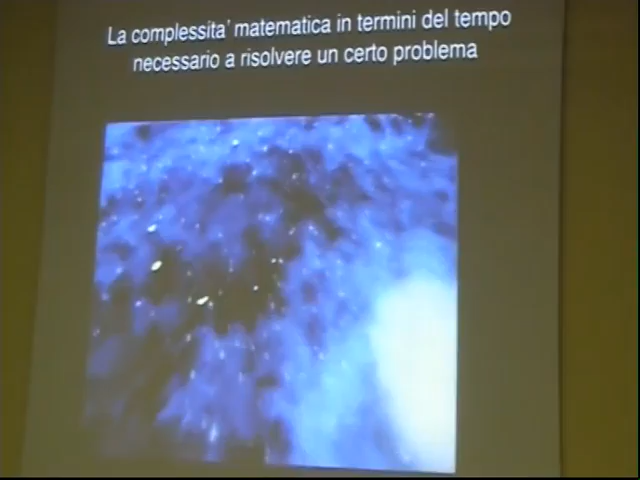 La complessita' matematica in termini del tempo
necessario a risolvere un certo problema